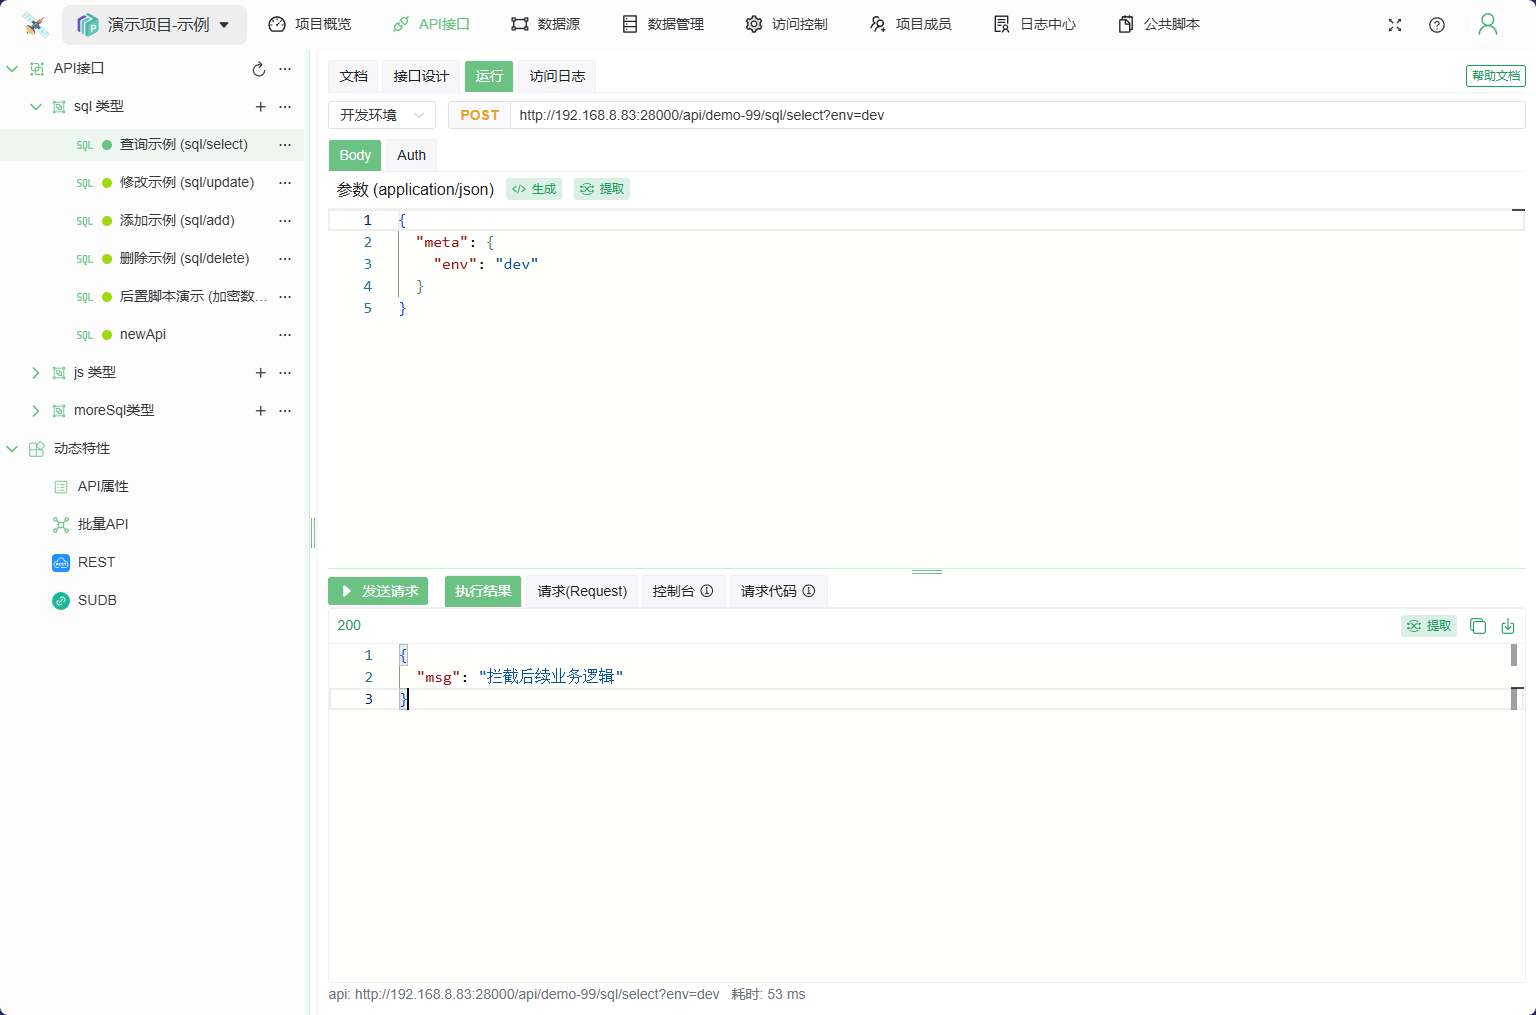 演示项目-示例
项目概览
API接口
数据源
数据管理
访问控制
项目成员
日志中心
公共脚本
API接口
sql 类型
SQL 查询示例 (sql/select)
SQL 修改示例 (sql/update)
SQL 添加示例 (sql/add)
SQL 删除示例 (sql/delete)
SQL 后置脚本演示 (加密数...
SQL newApi
js 类型
moreSql类型
动态特性
API属性
批量API
REST
SUDB
文档 接口设计 运行 访问日志
帮助文档
开发环境 POST http://192.168.8.83:28000/api/demo-99/sql/select?env=dev
Body Auth
参数 (application/json) </> 生成 提取
1 {
2 "meta": {
3 "env": "dev"
4 }
5 }
发送请求 执行结果 请求(Request) 控制台 请求代码
200 提取
1 {
2 "msg": "拦截后续业务逻辑"
3 }
api: http://192.168.8.83:28000/api/demo-99/sql/select?env=dev 耗时: 53 ms